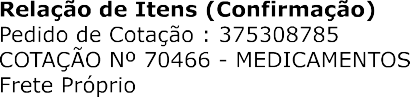 Relação de Itens (Confirmação)
Pedido de Cotação : 375308785
COTAÇÃO Nº 70466 - MEDICAMENTOS
Frete Próprio